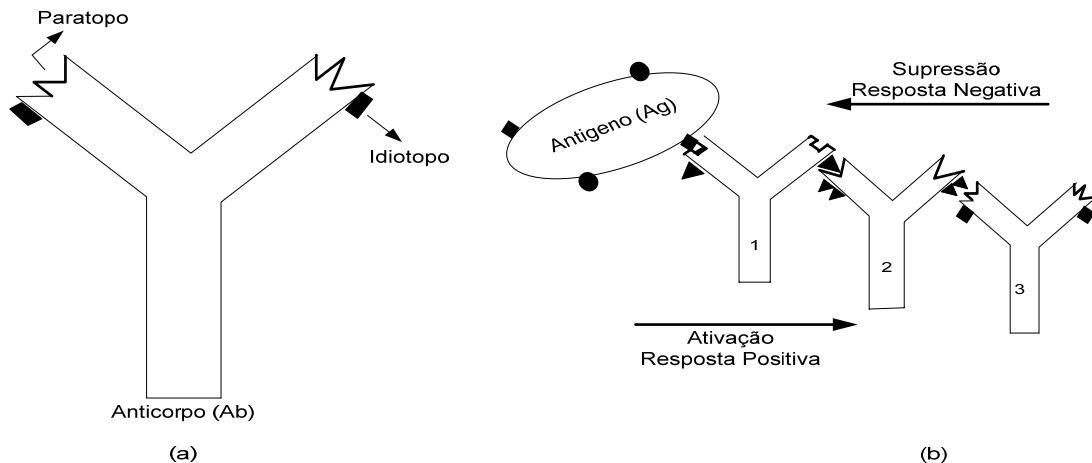 Paratopo
Idiotopo
Anticorpo (Ab)
(a)
Supressão
Resposta Negativa
Antigeno (Ag)
1
2
3
Ativação
Resposta Positiva
(b)